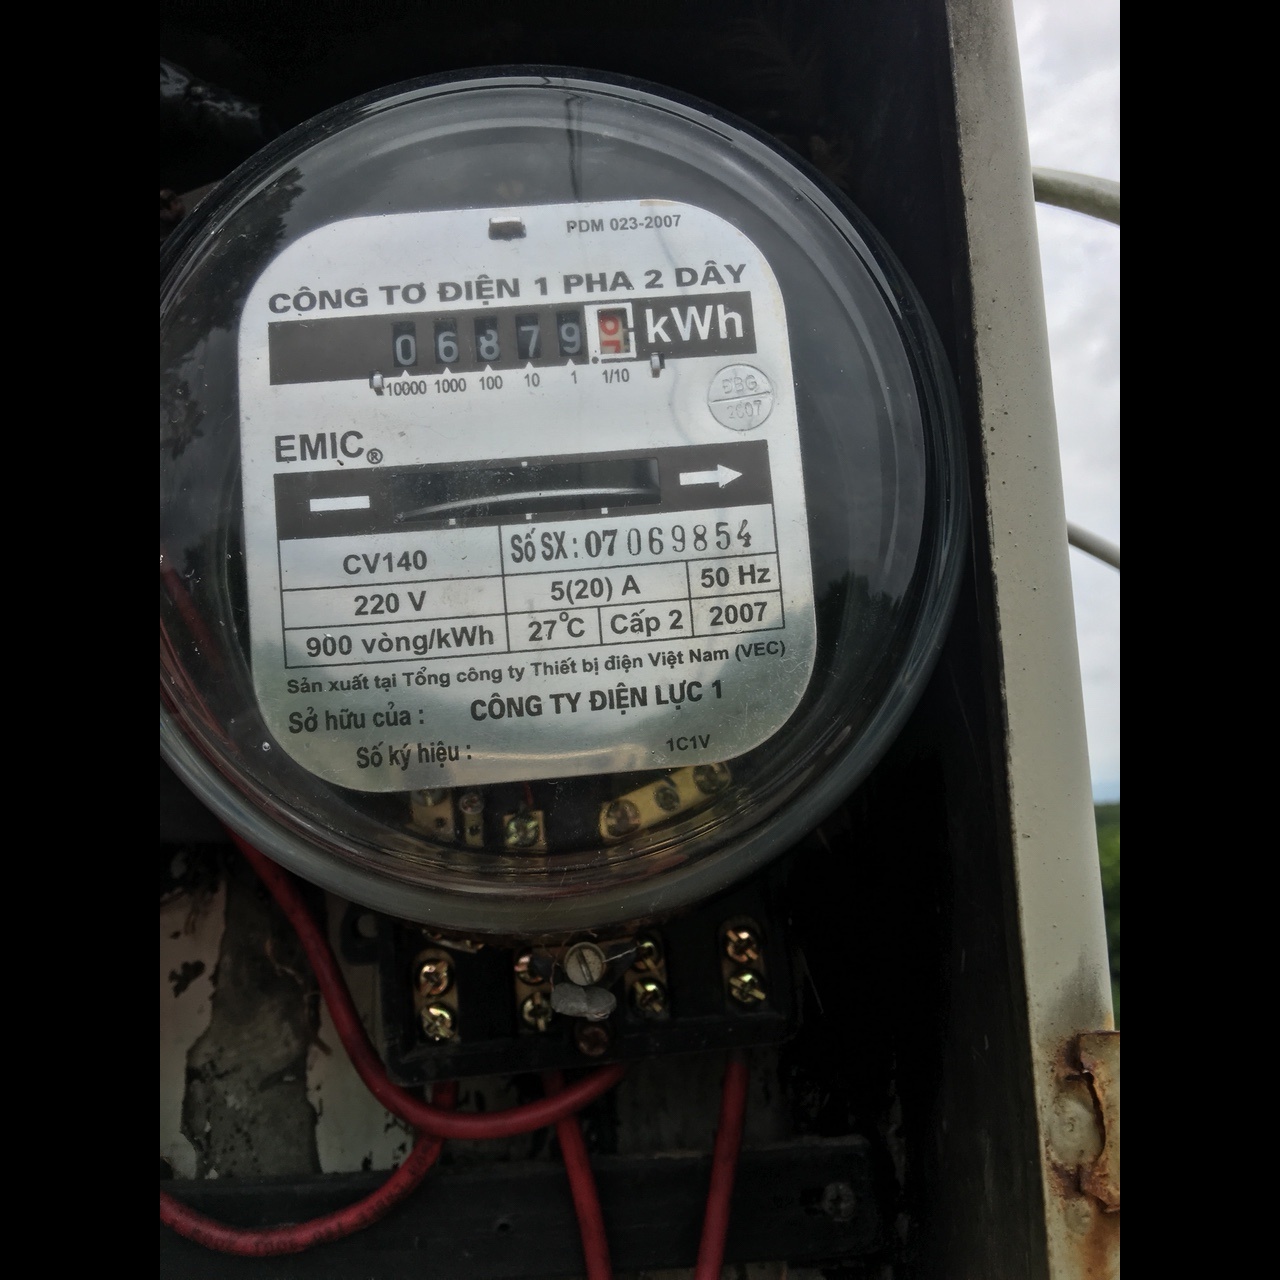 PDM 023-2007
CÔNG TƠ ĐIỆN 1 PHA 2 DÂY
0 6 8 7 9 kWh
10000 1000 100 10 1 1/10
EMIC®
CV140 Số SX: 07069854
220 V 5(20) A 50 Hz
900 vòng/kWh 27°C Cấp 2 2007
Sản xuất tại Tổng công ty Thiết bị điện Việt Nam (VEC)
Sở hữu của : CÔNG TY ĐIỆN LỰC 1
Số ký hiệu : 1C1V